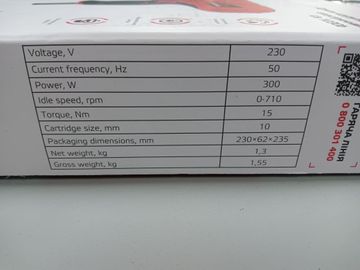 Voltage, V 230
Current frequency, Hz 50
Power, W 300
Idle speed, rpm 0-710
Torque, Nm 15
Cartridge size, mm 10
Packaging dimensions, mm 230×62×235
Net weight, kg 1,3
Gross weight, kg 1,55
ГАРЯЧА ЛІНІЯ
0 800 301 400